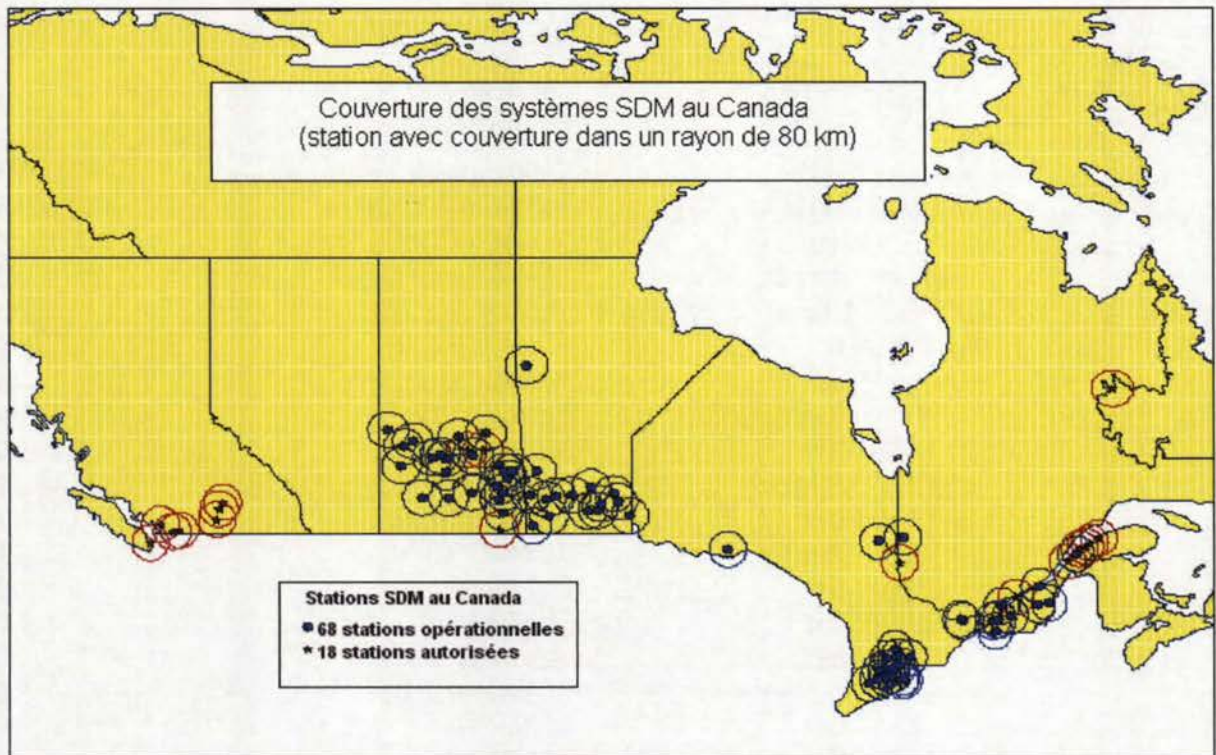 Couverture des systèmes SDM au Canada
(station avec couverture dans un rayon de 80 km)
Stations SDM au Canada
68 stations opérationnelles
18 stations autorisées